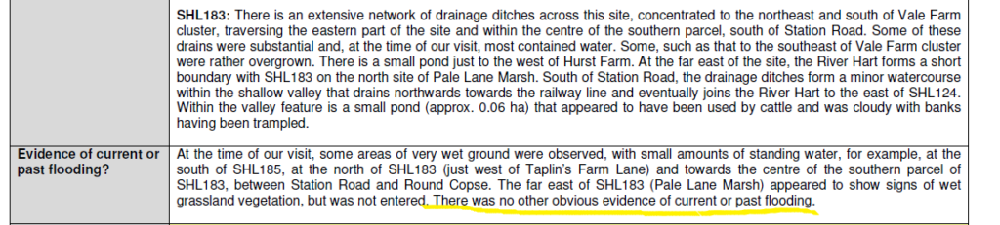 SHL183: There is an extensive network of drainage ditches across this site, concentrated to the northeast and south of Vale Farm
cluster, traversing the eastern part of the site and within the centre of the southern parcel, south of Station Road. Some of these
drains were substantial and, at the time of our visit, most contained water. Some, such as that to the southeast of Vale Farm cluster
were rather overgrown. There is a small pond just to the west of Hurst Farm. At the far east of the site, the River Hart forms a short
boundary with SHL183 on the north site of Pale Lane Marsh. South of Station Road, the drainage ditches form a minor watercourse
within the shallow valley that drains northwards towards the railway line and eventually joins the River Hart to the east of SHL124.
Within the valley feature is a small pond (approx. 0.06 ha) that appeared to have been used by cattle and was cloudy with banks
having been trampled.
Evidence of current or
past flooding?
At the time of our visit, some areas of very wet ground were observed, with small amounts of standing water, for example, at the
south of SHL185, at the north of SHL183 (just west of Taplin's Farm Lane) and towards the centre of the southern parcel of
SHL183, between Station Road and Round Copse. The far east of SHL183 (Pale Lane Marsh) appeared to show signs of wet
grassland vegetation, but was not entered. There was no other obvious evidence of current or past flooding.